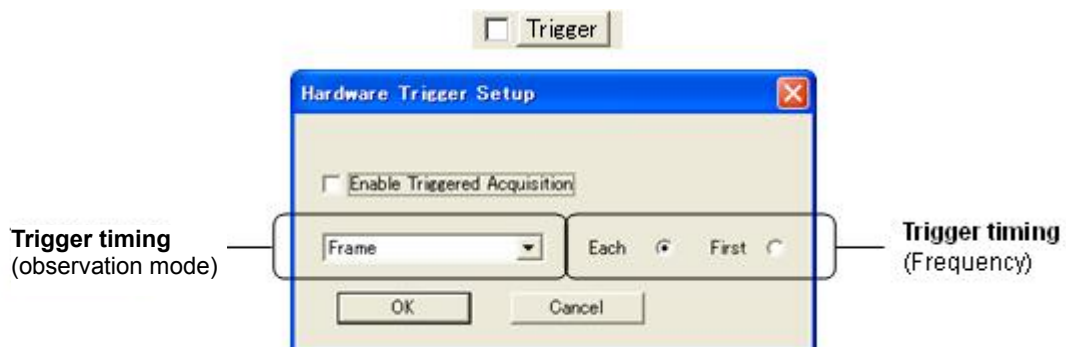 Trigger
Hardware Trigger Setup
Enable Triggered Acquisition
Trigger timing
(observation mode)
Frame
Each
First
Trigger timing
(Frequency)
OK
Cancel